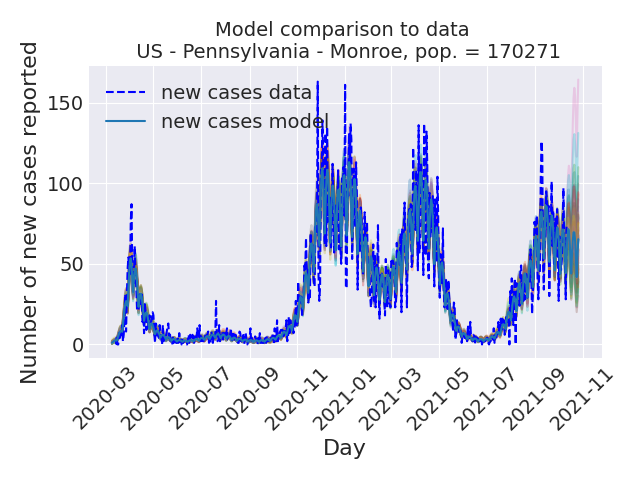 Model comparison to data
US - Pennsylvania - Monroe, pop. = 170271
Number of new cases reported
150
100
50
0
new cases data
new cases model
2020-03
2020-05
2020-07
2020-09
2020-11
2021-01
2021-03
2021-05
2021-07
2021-09
2021-11
Day